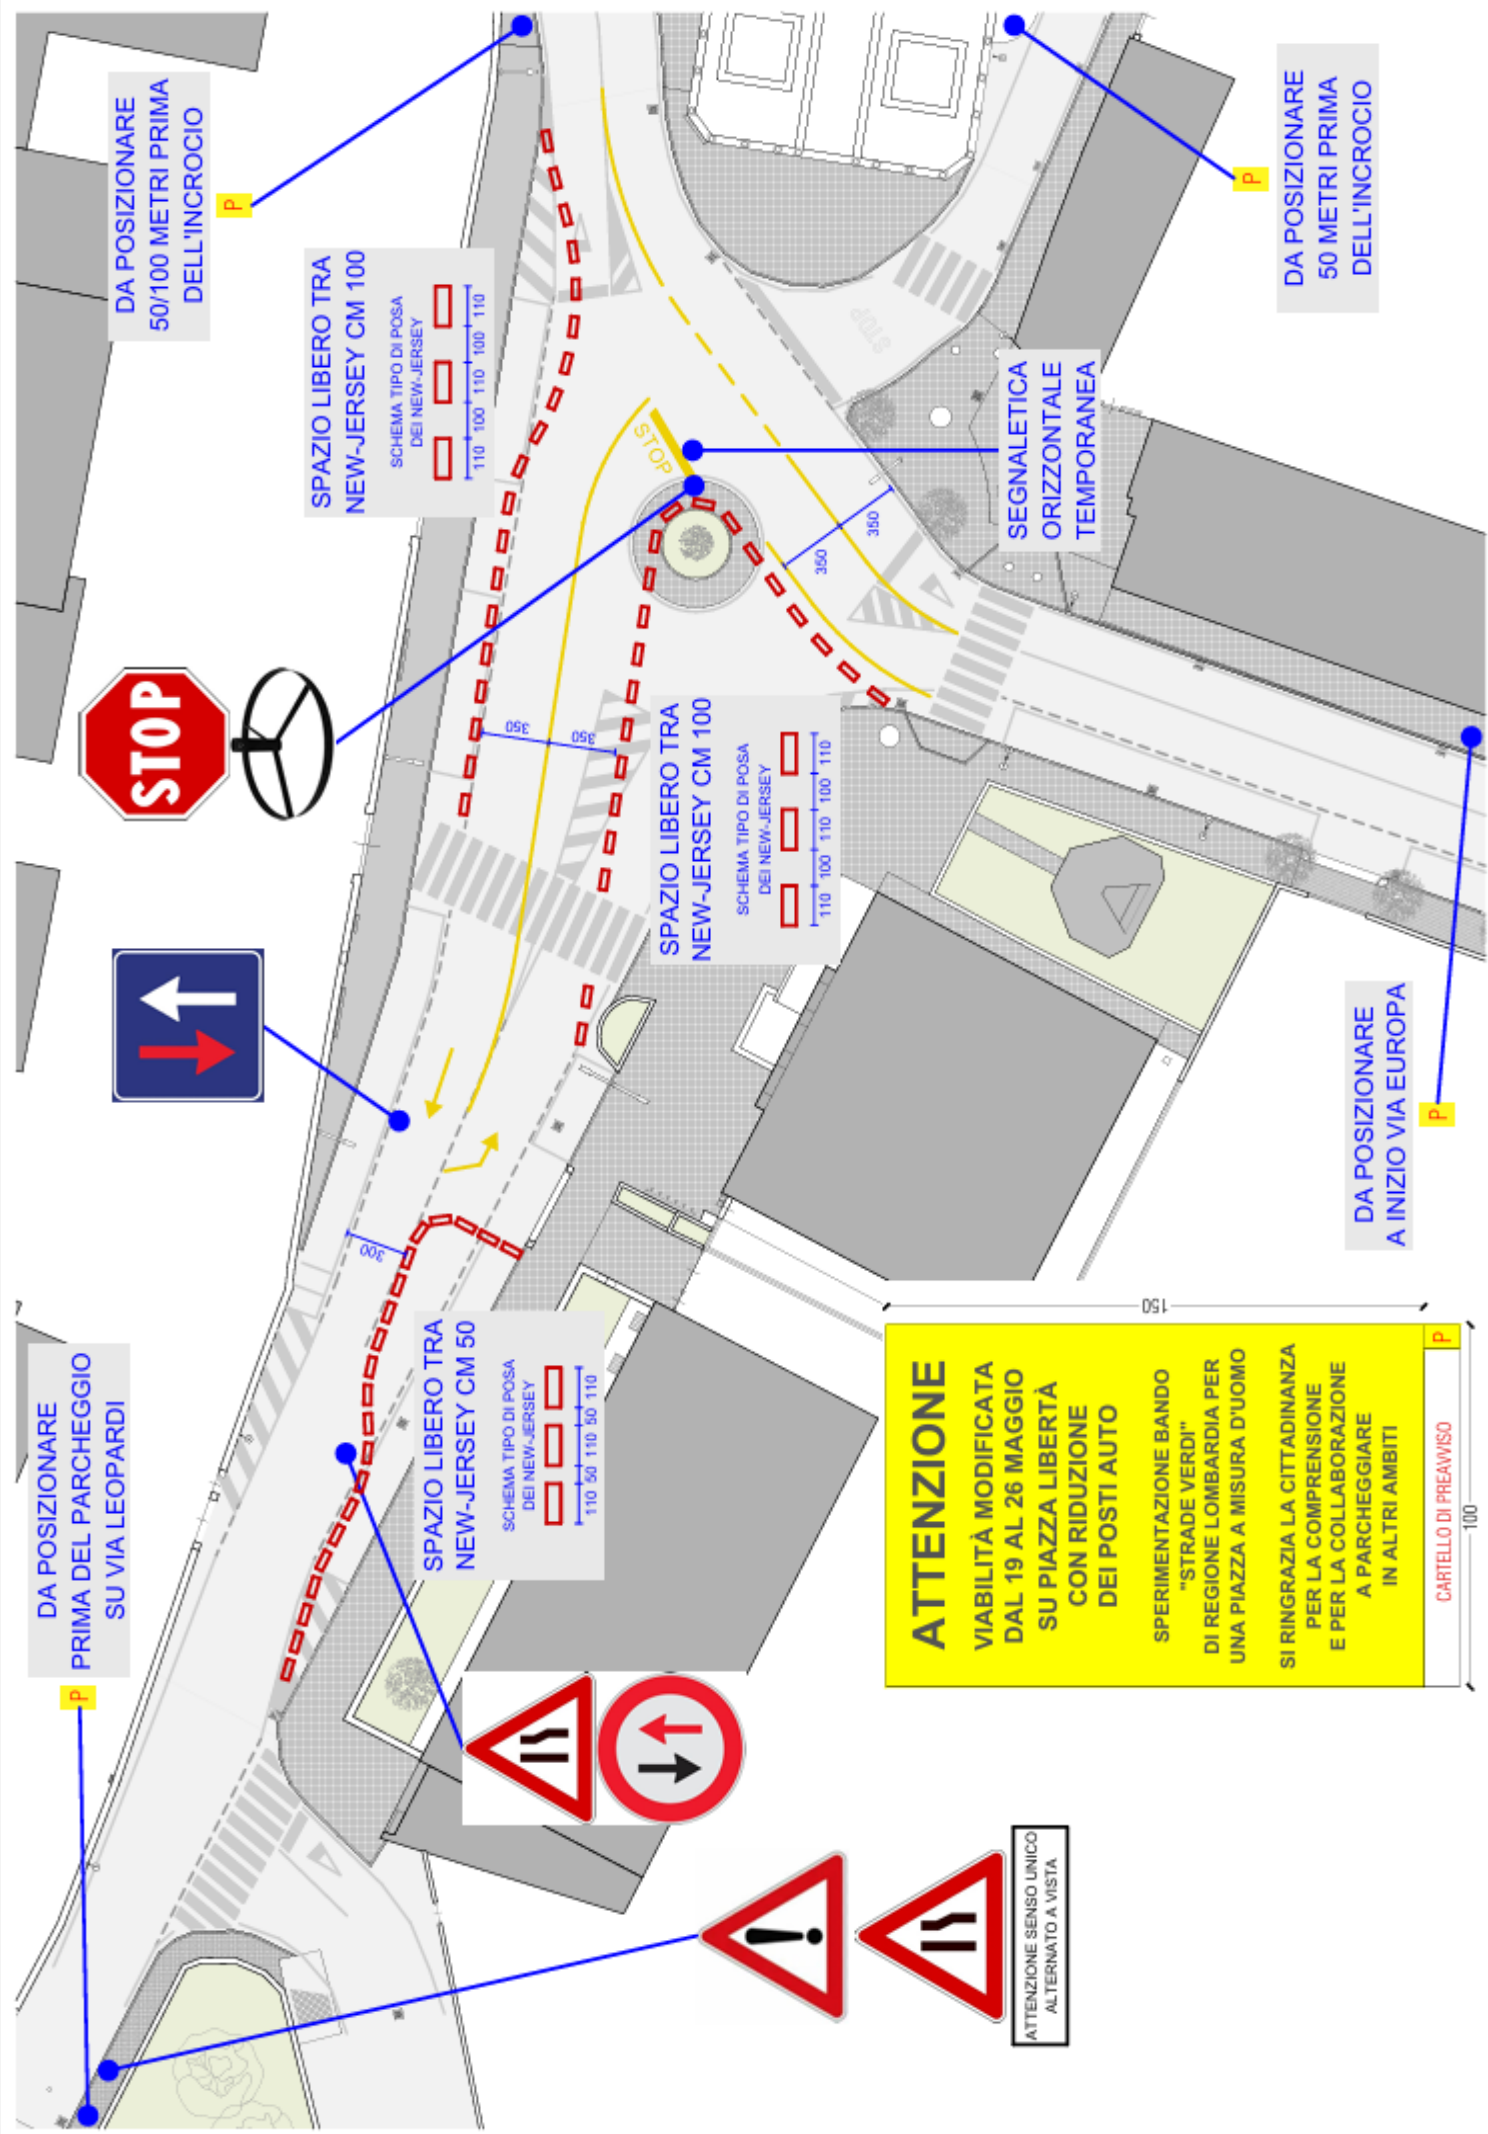 DA POSIZIONARE
PRIMA DEL PARCHEGGIO
SU VIA LEOPARDI
P
STOP
DA POSIZIONARE
50/100 METRI PRIMA
DELL'INCROCIO
P
SPAZIO LIBERO TRA
NEW-JERSEY CM 100
SCHEMA TIPO DI POSA
DEI NEW-JERSEY
110 100 110 100 110
300
350
350
STOP
STOP
SPAZIO LIBERO TRA
NEW-JERSEY CM 50
SCHEMA TIPO DI POSA
DEI NEW-JERSEY
110 50 110 50 110
SPAZIO LIBERO TRA
NEW-JERSEY CM 100
SCHEMA TIPO DI POSA
DEI NEW-JERSEY
110 100 110 100 110
350
350
SEGNALETICA
ORIZZONTALE
TEMPORANEA
ATTENZIONE SENSO UNICO
ALTERNATO A VISTA
ATTENZIONE
VIABILITÀ MODIFICATA
DAL 19 AL 26 MAGGIO
SU PIAZZA LIBERTÀ
CON RIDUZIONE
DEI POSTI AUTO
SPERIMENTAZIONE BANDO
"STRADE VERDI"
DI REGIONE LOMBARDIA PER
UNA PIAZZA A MISURA D'UOMO
SI RINGRAZIA LA CITTADINANZA
PER LA COMPRENSIONE
E PER LA COLLABORAZIONE
A PARCHEGGIARE
IN ALTRI AMBITI
CARTELLO DI PREAVVISO
P
100
150
DA POSIZIONARE
A INIZIO VIA EUROPA
P
DA POSIZIONARE
50 METRI PRIMA
DELL'INCROCIO
P